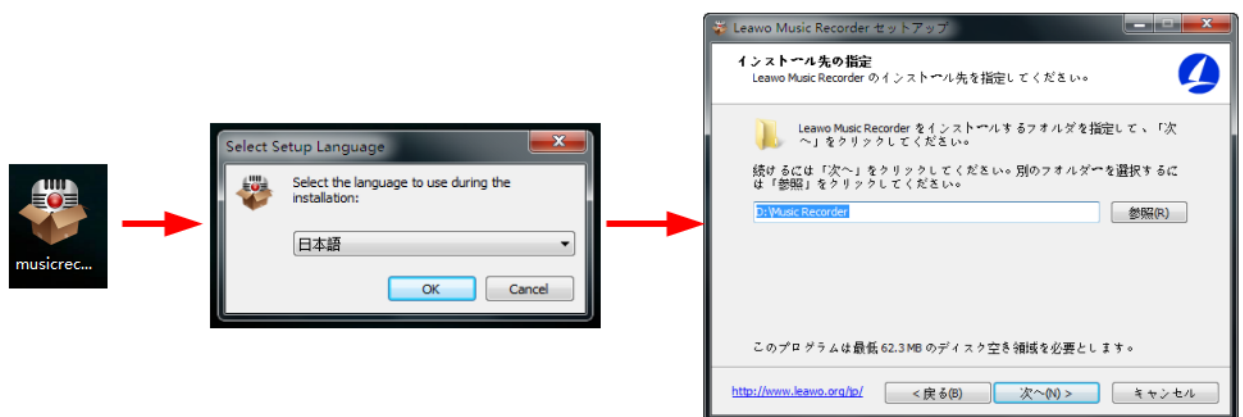 musicrec...
Select Setup Language
Select the language to use during the
installation:
日本語
OK
Cancel
Leawo Music Recorder セットアップ
インストール先の指定
Leawo Music Recorder のインストール先を指定してください。
Leawo Music Recorder をインストールするフォルダを指定して、「次
へ」をクリックしてください。
続けるには「次へ」をクリックしてください。別のフォルダーを選択するに
は「参照」をクリックしてください。
D:\Music Recorder
参照(R)
このプログラムは最低 62.3 MB のディスク空き領域を必要とします。
http://www.leawo.org/jp/
< 戻る(B)
次へ(N) >
キャンセル